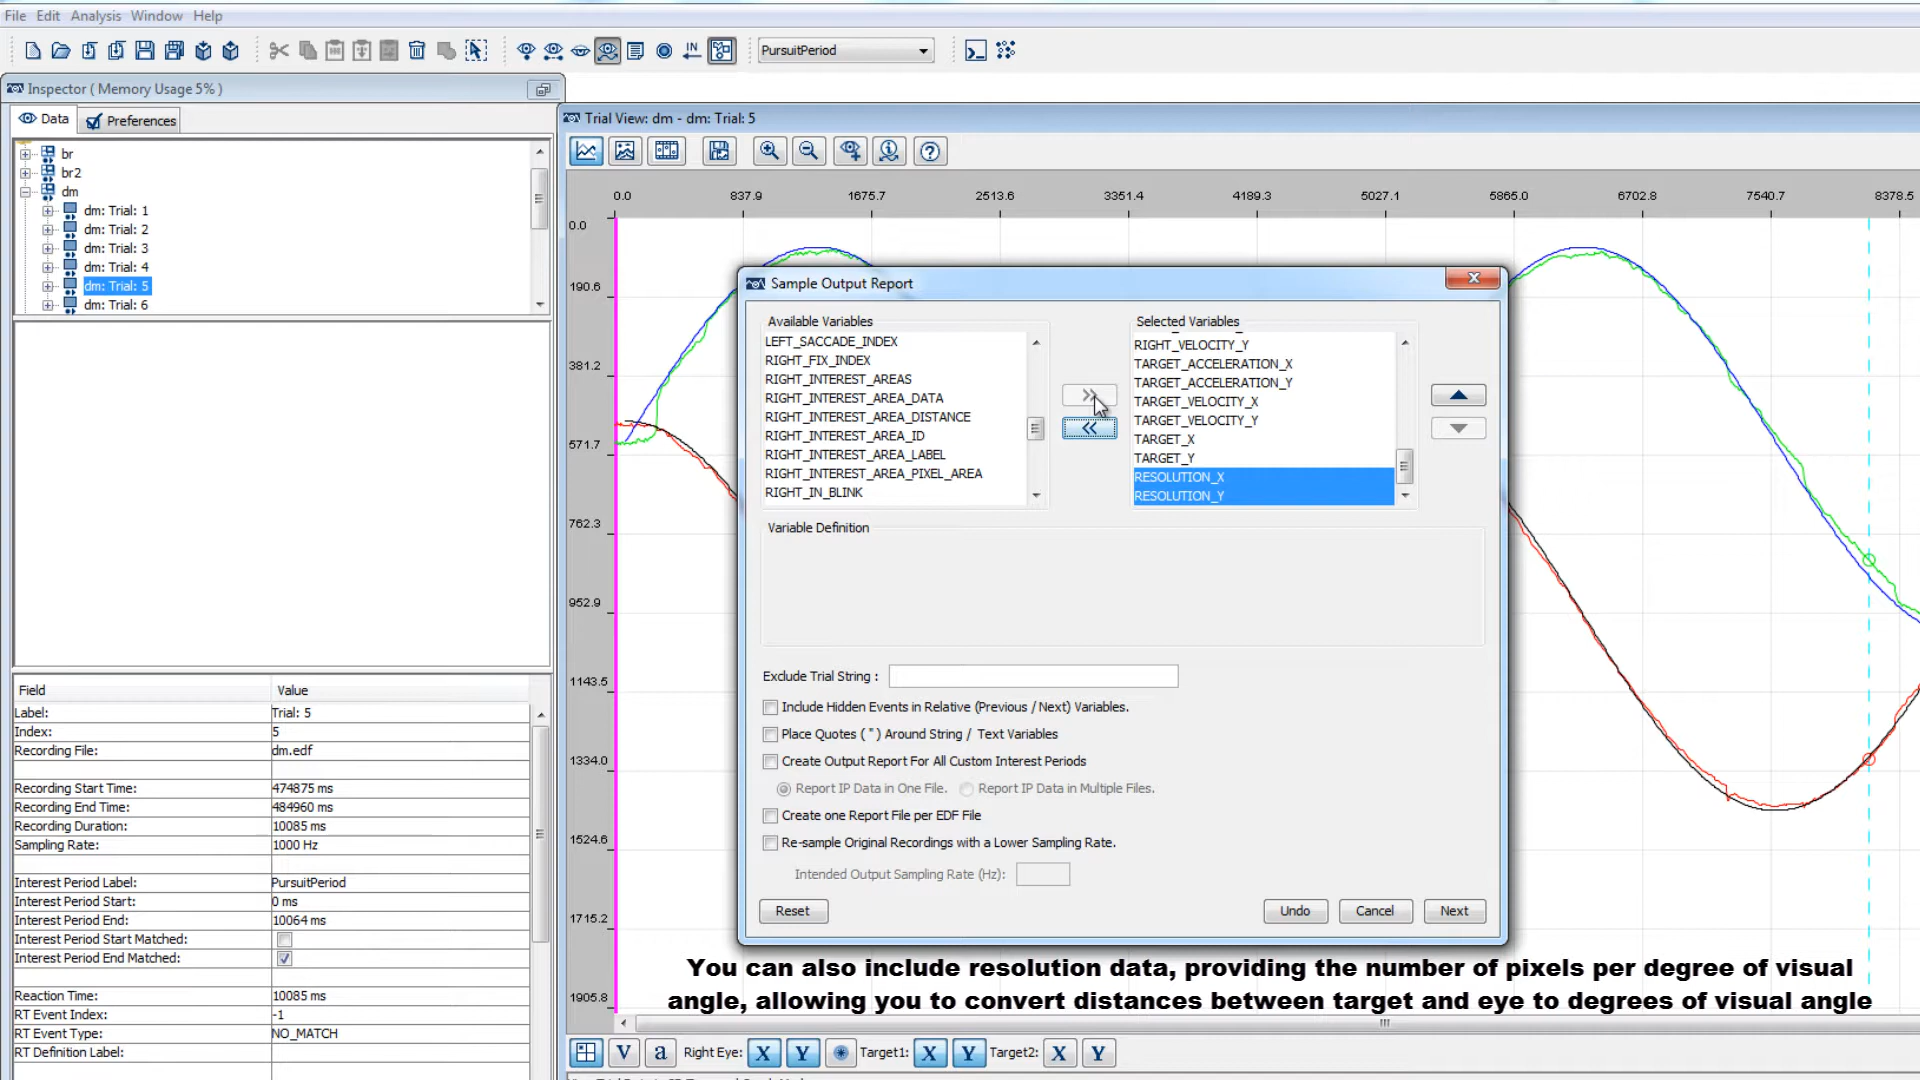 File Edit Analysis Window Help
IN PursuitPeriod
Inspector ( Memory Usage 5% )
Data Preferences
br
br2
dm
dm: Trial: 1
dm: Trial: 2
dm: Trial: 3
dm: Trial: 4
dm: Trial: 5
dm: Trial: 6
Field Value
Label: Trial: 5
Index: 5
Recording File: dm.edf
Recording Start Time: 474875 ms
Recording End Time: 484960 ms
Recording Duration: 10085 ms
Sampling Rate: 1000 Hz
Interest Period Label: PursuitPeriod
Interest Period Start: 0 ms
Interest Period End: 10064 ms
Interest Period Start Matched:
Interest Period End Matched:
Reaction Time: 10085 ms
RT Event Index: -1
RT Event Type: NO_MATCH
RT Definition Label:
Trial View: dm - dm: Trial: 5
0.0 837.9 1675.7 2513.6 3351.4 4189.3 5027.1 5865.0 6702.8 7540.7 8378.5
0.0
190.6
381.2
571.7
762.3
952.9
1143.5
1334.0
1524.6
1715.2
1905.8
Sample Output Report
Available Variables
LEFT_SACCADE_INDEX
RIGHT_FIX_INDEX
RIGHT_INTEREST_AREAS
RIGHT_INTEREST_AREA_DATA
RIGHT_INTEREST_AREA_DISTANCE
RIGHT_INTEREST_AREA_ID
RIGHT_INTEREST_AREA_LABEL
RIGHT_INTEREST_AREA_PIXEL_AREA
RIGHT_IN_BLINK
Selected Variables
RIGHT_VELOCITY_Y
TARGET_ACCELERATION_X
TARGET_ACCELERATION_Y
TARGET_VELOCITY_X
TARGET_VELOCITY_Y
TARGET_X
TARGET_Y
RESOLUTION_X
RESOLUTION_Y
Variable Definition
Exclude Trial String :
Include Hidden Events in Relative (Previous / Next) Variables.
Place Quotes ( " ) Around String / Text Variables
Create Output Report For All Custom Interest Periods
Report IP Data in One File. Report IP Data in Multiple Files.
Create one Report File per EDF File
Re-sample Original Recordings with a Lower Sampling Rate.
Intended Output Sampling Rate (Hz):
Reset Undo Cancel Next
You can also include resolution data, providing the number of pixels per degree of visual
angle, allowing you to convert distances between target and eye to degrees of visual angle
V a Right Eye: X Y Target1: X Y Target2: X Y